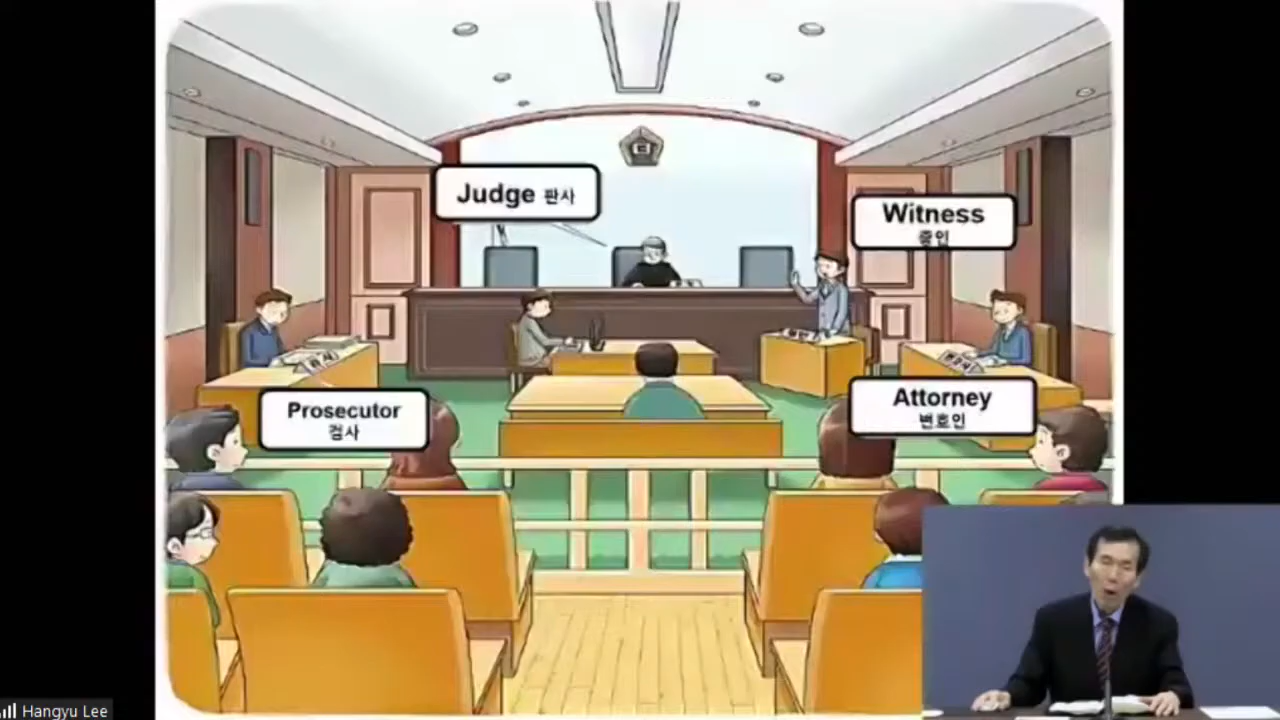 Judge 판사
Witness
증인
Prosecutor
검사
Attorney
변호인
Hangyu Lee